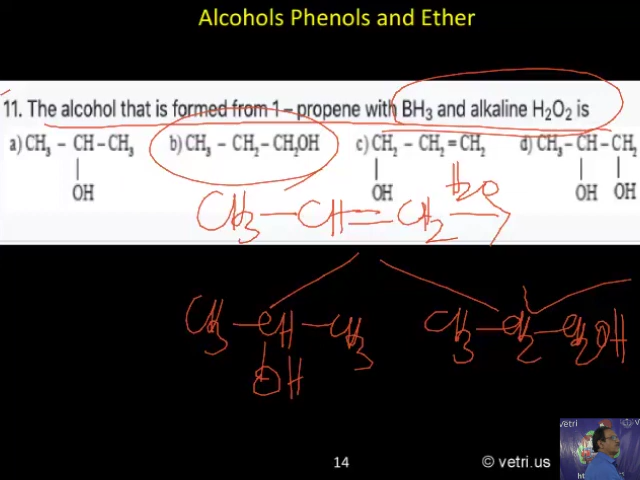 Alcohols Phenols and Ether
11. The alcohol that is formed from 1 – propene with BH₃ and alkaline H₂O₂ is
a) CH₃ – CH – CH₃ b) CH₃ – CH₂ – CH₂OH c) CH₂ – CH₂ = CH₂ d) CH₃ – CH – CH₂
OH OH OH OH
H₂O
CH₃ – CH = CH₂
CH₃ – CH – CH₃ CH₃ – CH₂ – CH₂OH
OH
14 © vetri.us
vetri